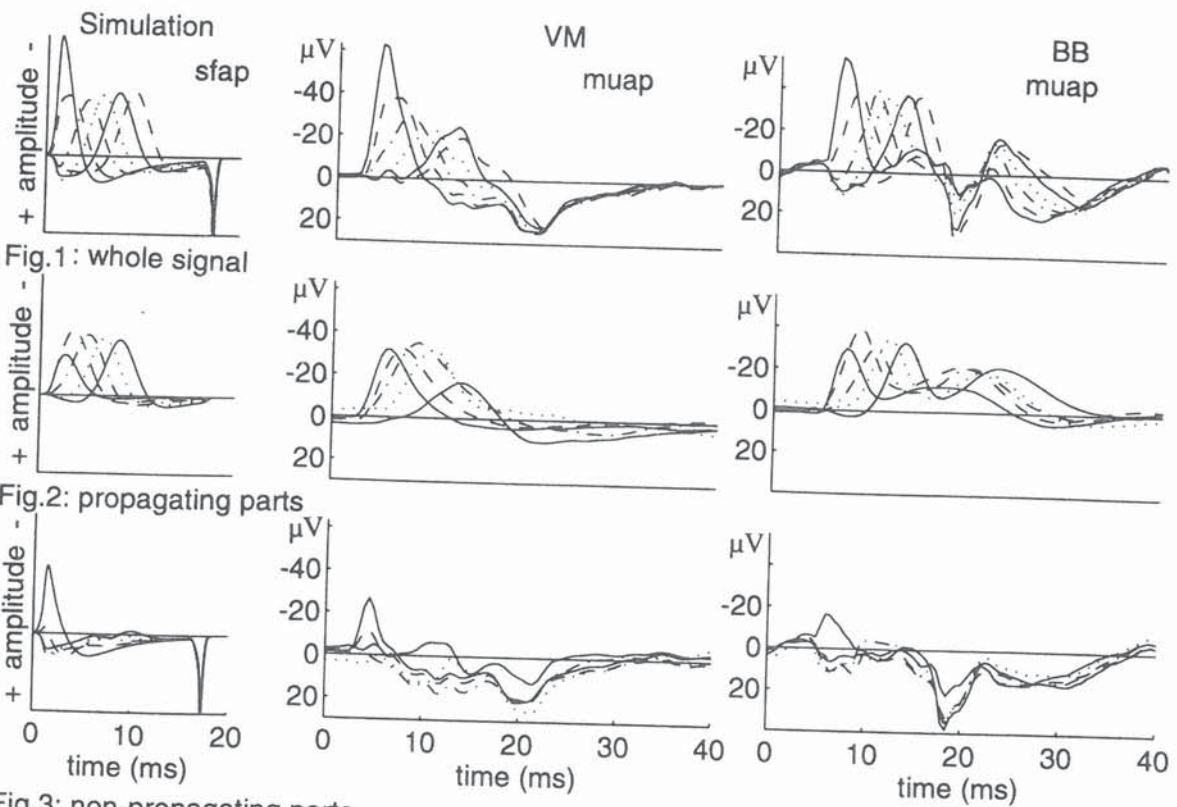 Simulation
sfap
VM
muap
BB
muap
+ amplitude -
µV
-40
-20
0
20
µV
-20
0
20
Fig.1: whole signal
+ amplitude -
µV
-40
-20
0
20
µV
-20
0
20
Fig.2: propagating parts
+ amplitude -
µV
-40
-20
0
20
µV
-20
0
20
0 10 20
time (ms)
0 10 20 30 40
time (ms)
0 10 20 30 40
time (ms)
Fig.3: non-propagating parts